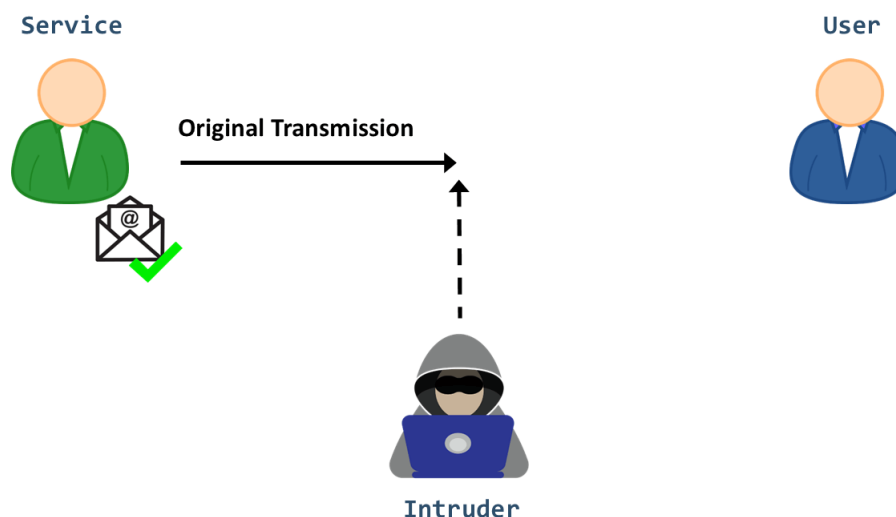 Service
User
Original Transmission
@
Intruder